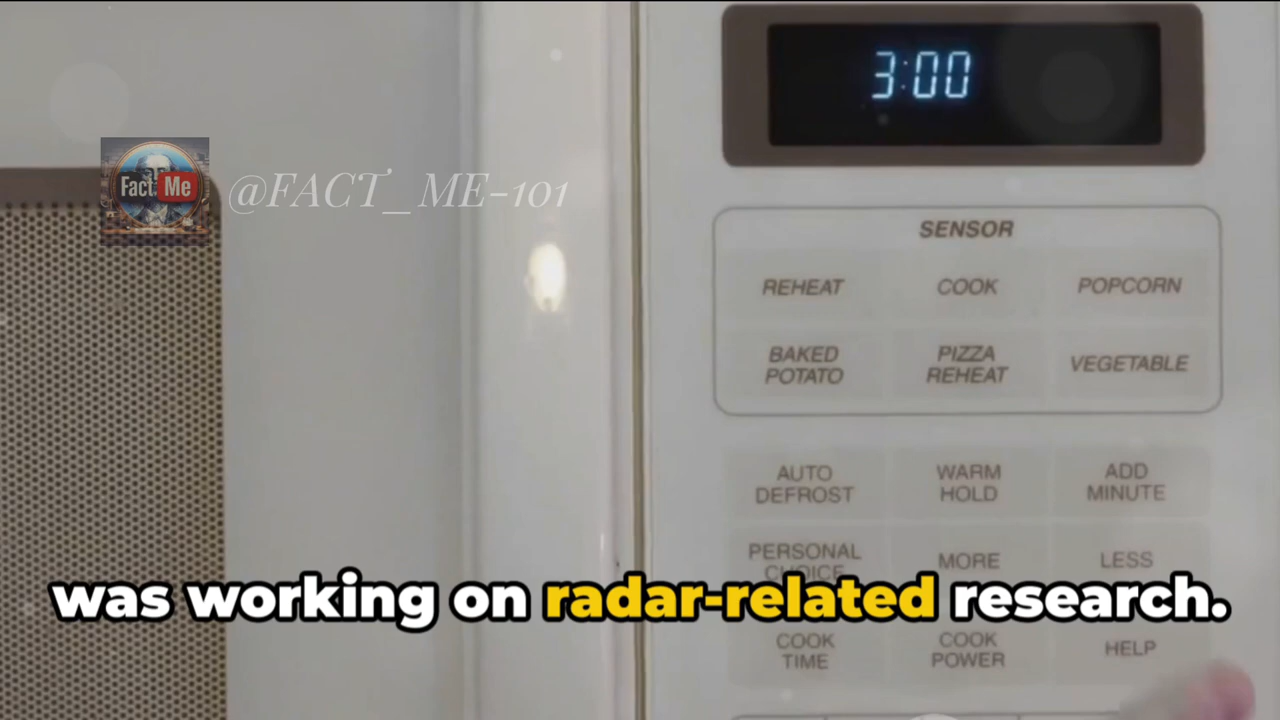 3:00
Fact Me
@FACT_ME-101
SENSOR
REHEAT COOK POPCORN
BAKED POTATO PIZZA REHEAT VEGETABLE
AUTO DEFROST WARM HOLD ADD MINUTE
PERSONAL CHOICE MORE LESS
was working on radar-related research.
COOK TIME COOK POWER HELP